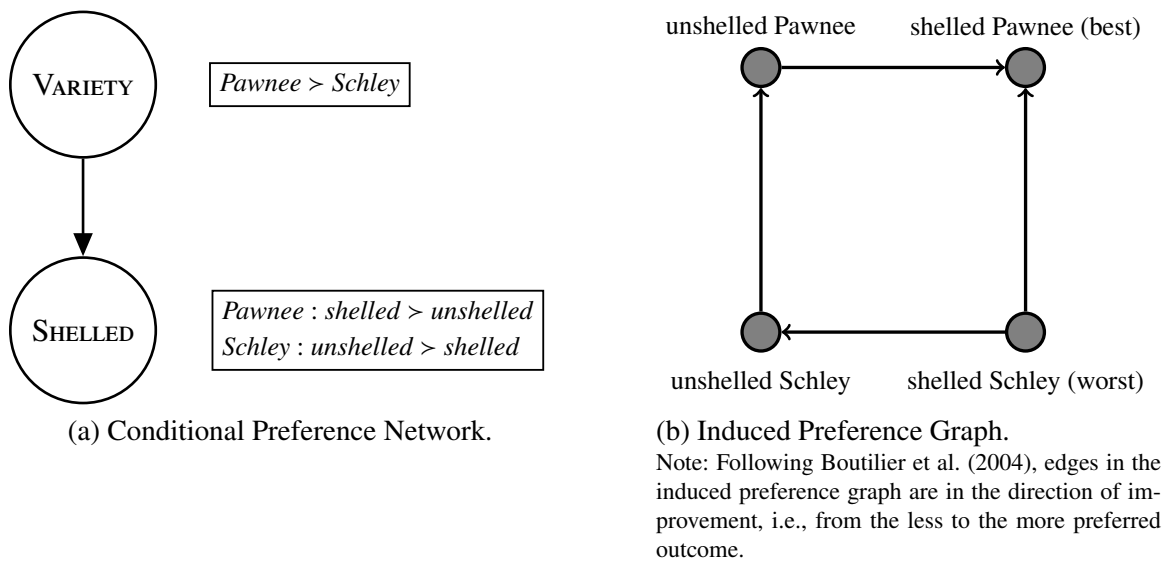 VARIETY
Pawnee ≻ Schley
SHELLED
Pawnee : shelled ≻ unshelled
Schley : unshelled ≻ shelled
(a) Conditional Preference Network.
unshelled Pawnee
shelled Pawnee (best)
unshelled Schley
shelled Schley (worst)
(b) Induced Preference Graph.
Note: Following Boutilier et al. (2004), edges in the
induced preference graph are in the direction of im-
provement, i.e., from the less to the more preferred
outcome.